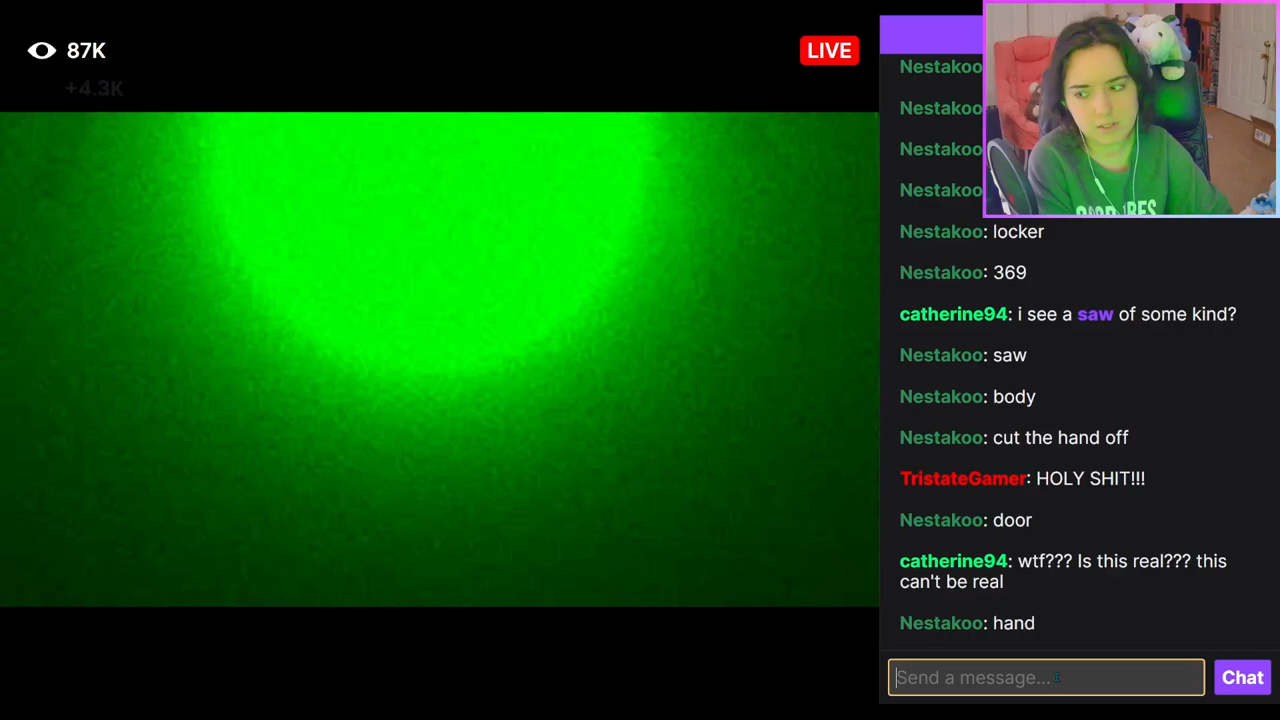 87K
LIVE
+4.3K
Nestakoo
Nestakoo
Nestakoo
Nestakoo
Nestakoo: locker
Nestakoo: 369
catherine94: i see a saw of some kind?
Nestakoo: saw
Nestakoo: body
Nestakoo: cut the hand off
TristateGamer: HOLY SHIT!!!
Nestakoo: door
catherine94: wtf??? Is this real??? this
can't be real
Nestakoo: hand
Send a message...
Chat